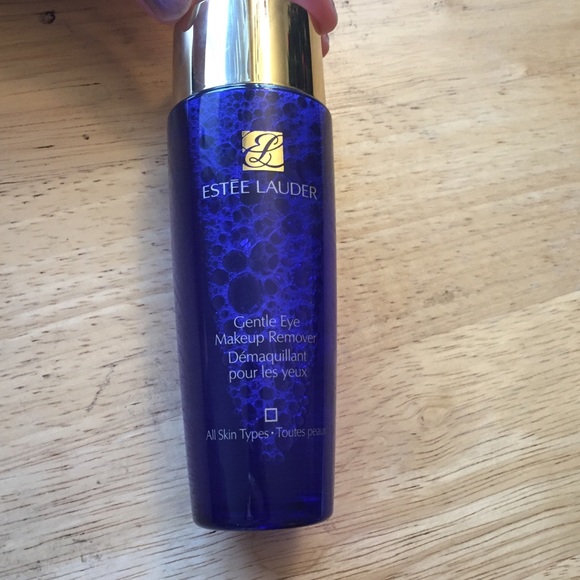 EL
ESTĒE LAUDER
Gentle Eye
Makeup Remover
Démaquillant
pour les yeux
All Skin Types • Toutes peaux